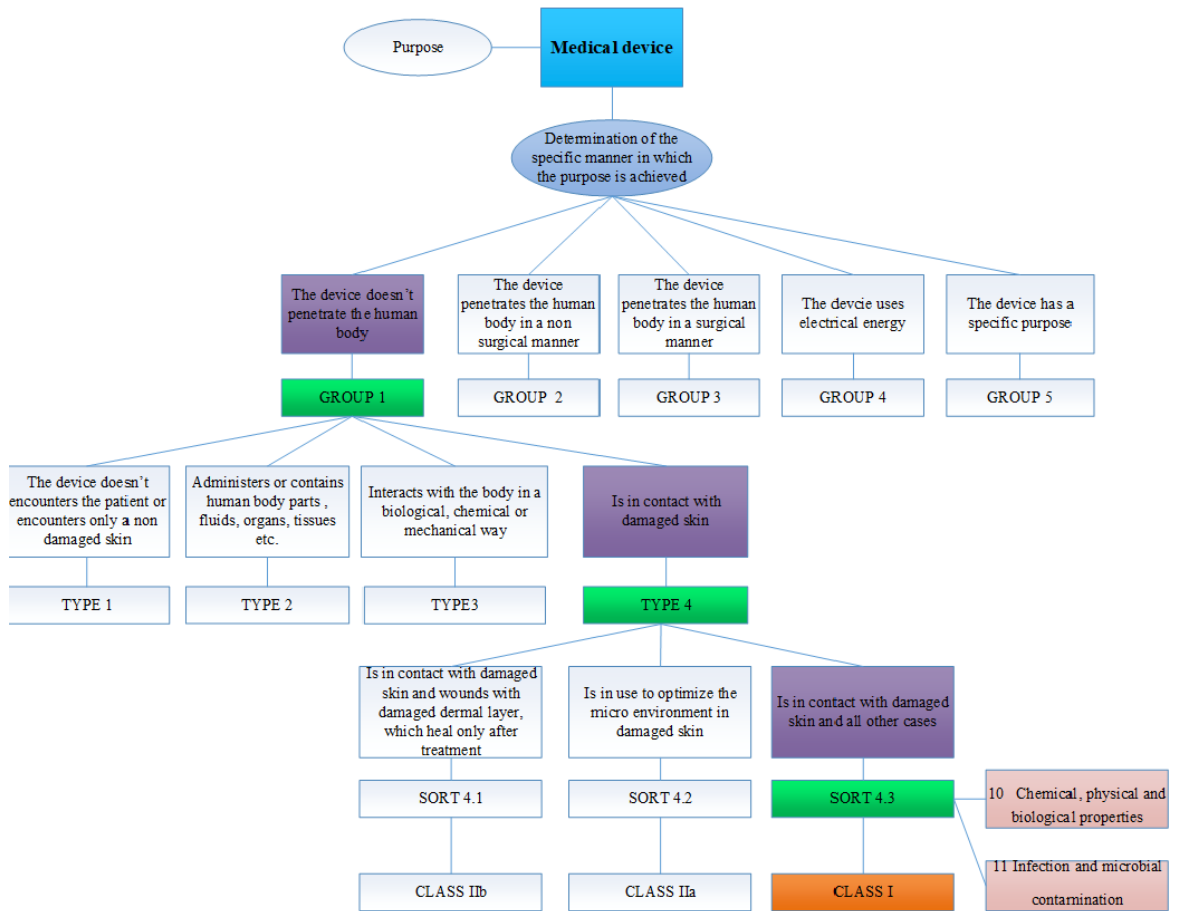 Purpose
Medical device
Determination of the
specific manner in which
the purpose is achieved
The device doesn't
penetrate the human
body
The device
penetrates the human
body in a non
surgical manner
The device
penetrates the human
body in a surgical
manner
The devcie uses
electrical energy
The device has a
specific purpose
GROUP 1
GROUP 2
GROUP 3
GROUP 4
GROUP 5
The device doesn't
encounters the patient or
encounters only a non
damaged skin
Administers or contains
human body parts ,
fluids, organs, tissues
etc.
Interacts with the body in a
biological, chemical or
mechanical way
Is in contact with
damaged skin
TYPE 1
TYPE 2
TYPE3
TYPE 4
Is in contact with damaged
skin and wounds with
damaged dermal layer,
which heal only after
treatment
Is in use to optimize the
micro environment in
damaged skin
Is in contact with damaged
skin and all other cases
SORT 4.1
SORT 4.2
SORT 4.3
10 Chemical, physical and
biological properties
CLASS IIb
CLASS IIa
CLASS I
11 Infection and microbial
contamination